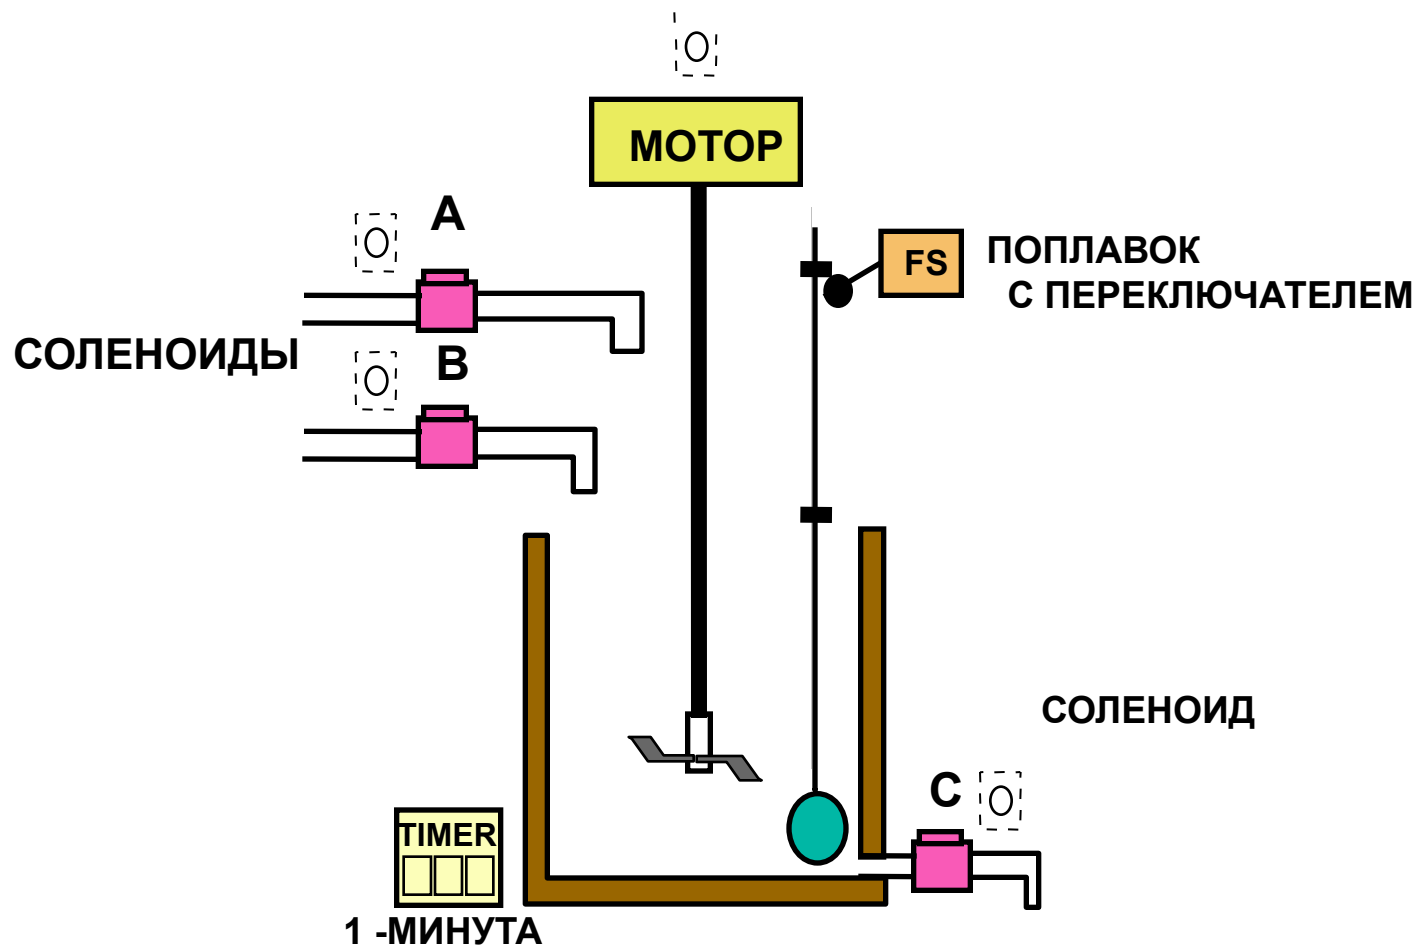 МОТОР
A
FS
ПОПЛАВОК
С ПЕРЕКЛЮЧАТЕЛЕМ
СОЛЕНОИДЫ
B
СОЛЕНОИД
C
TIMER
1 -МИНУТА